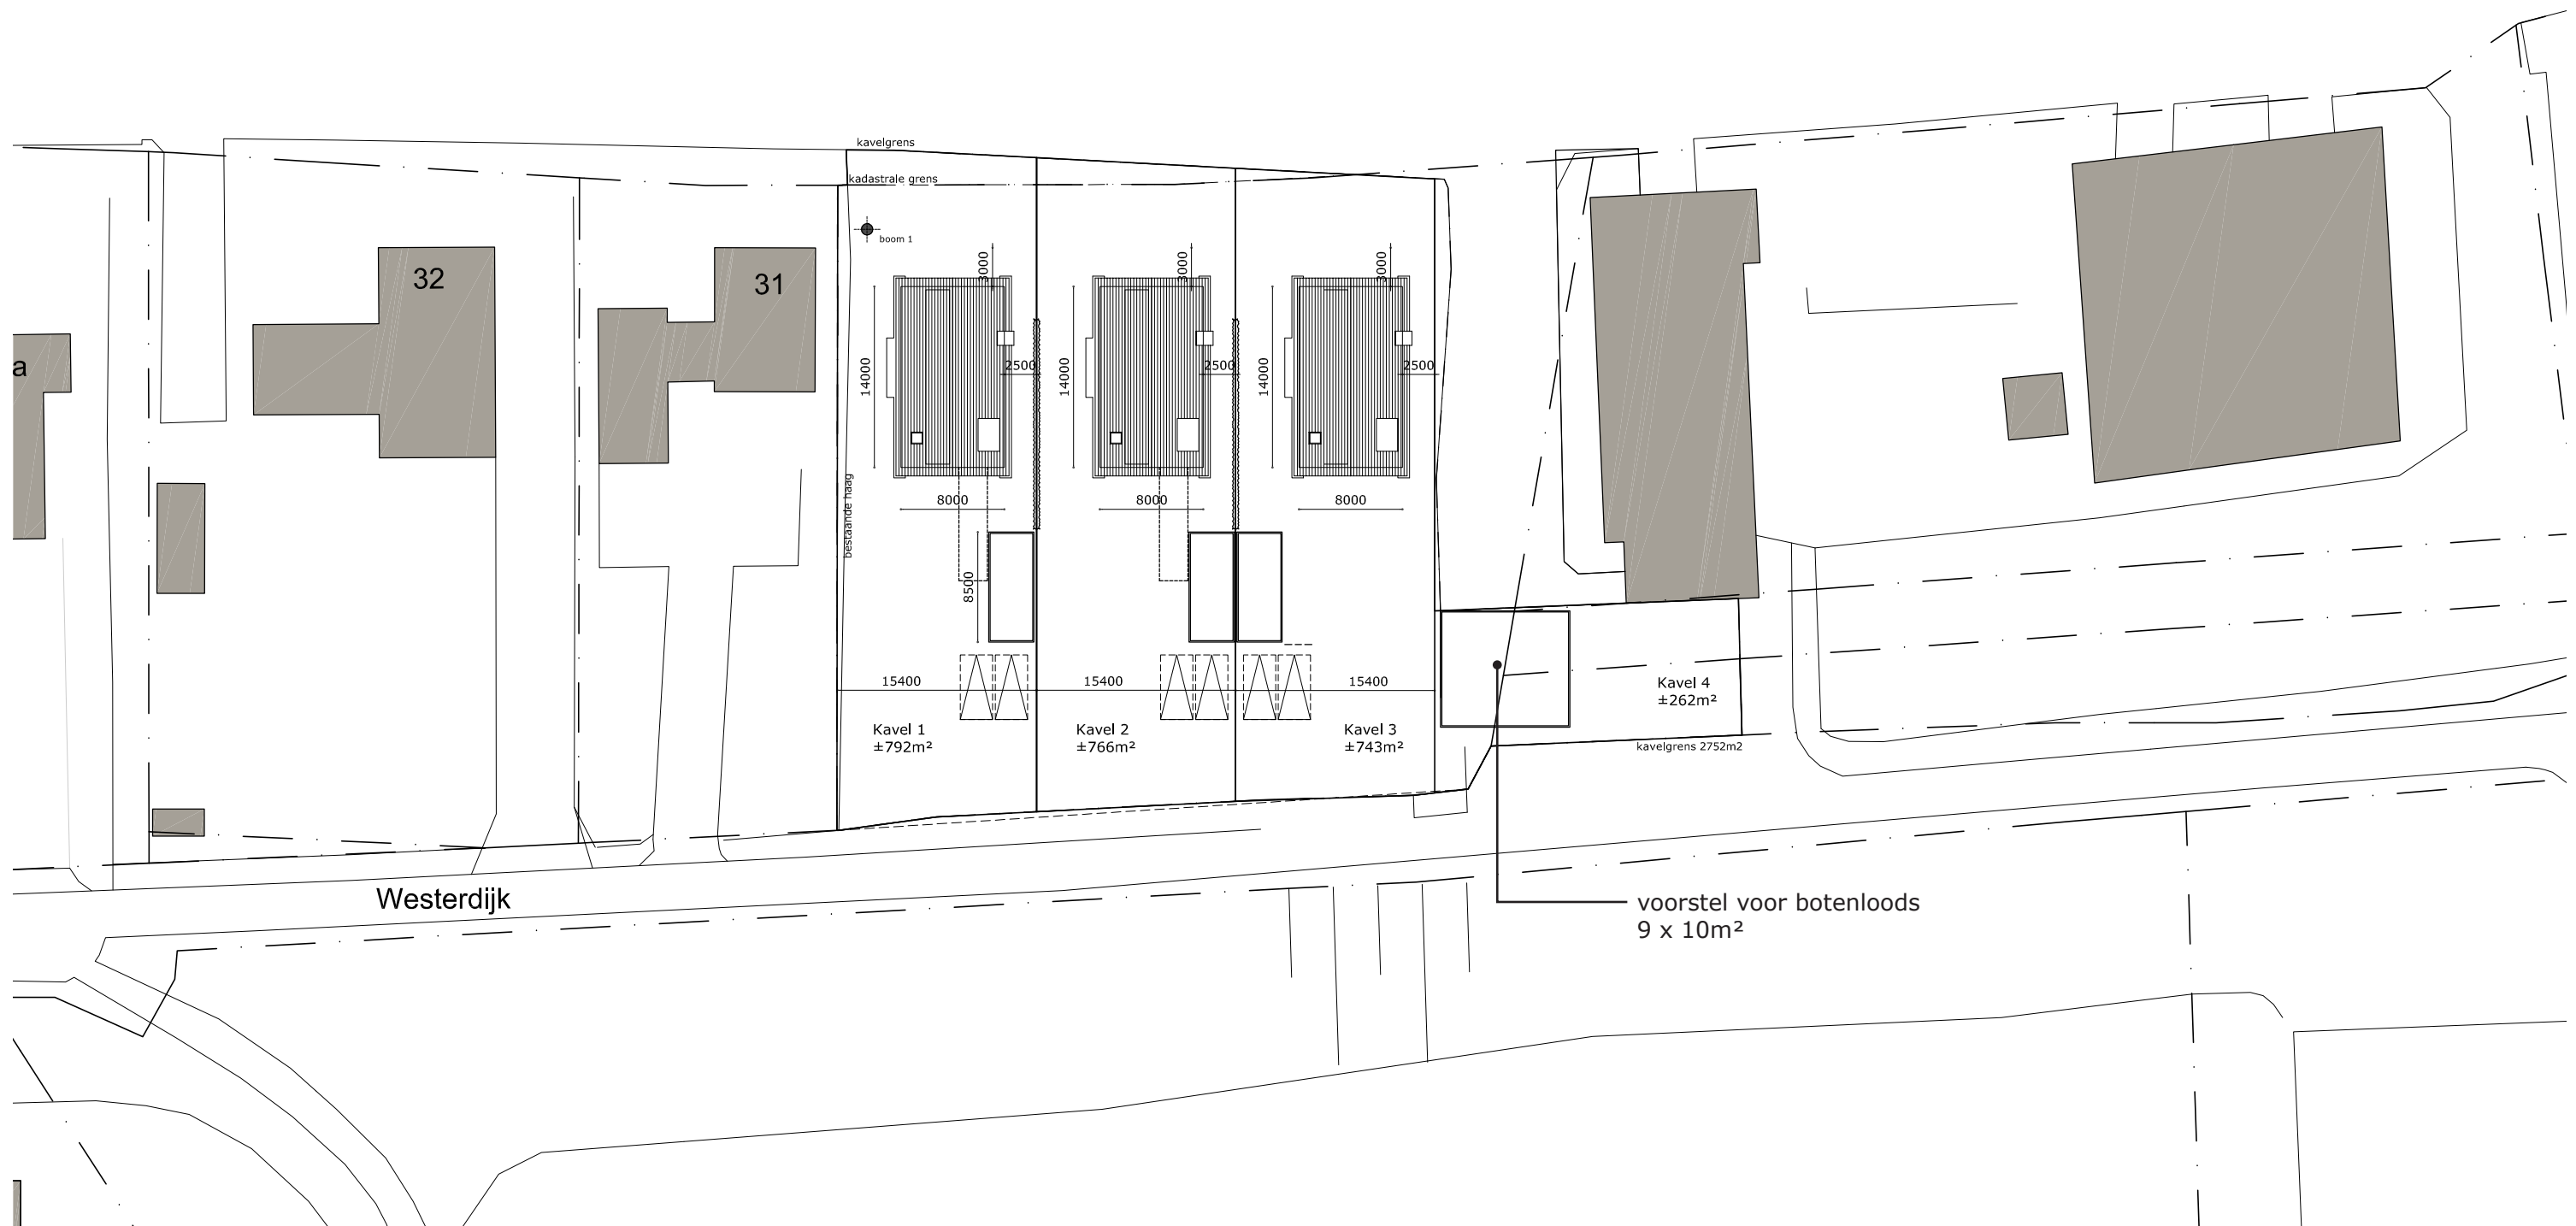 kavelgrens
kadastrale grens
boom 1
32
31
a
3000
3000
3000
2500
2500
2500
14000
14000
14000
8000
8000
8000
bestaande haag
8500
15400
15400
15400
Kavel 1
±792m²
Kavel 2
±766m²
Kavel 3
±743m²
Kavel 4
±262m²
kavelgrens 2752m2
Westerdijk
voorstel voor botenloods
9 x 10m²